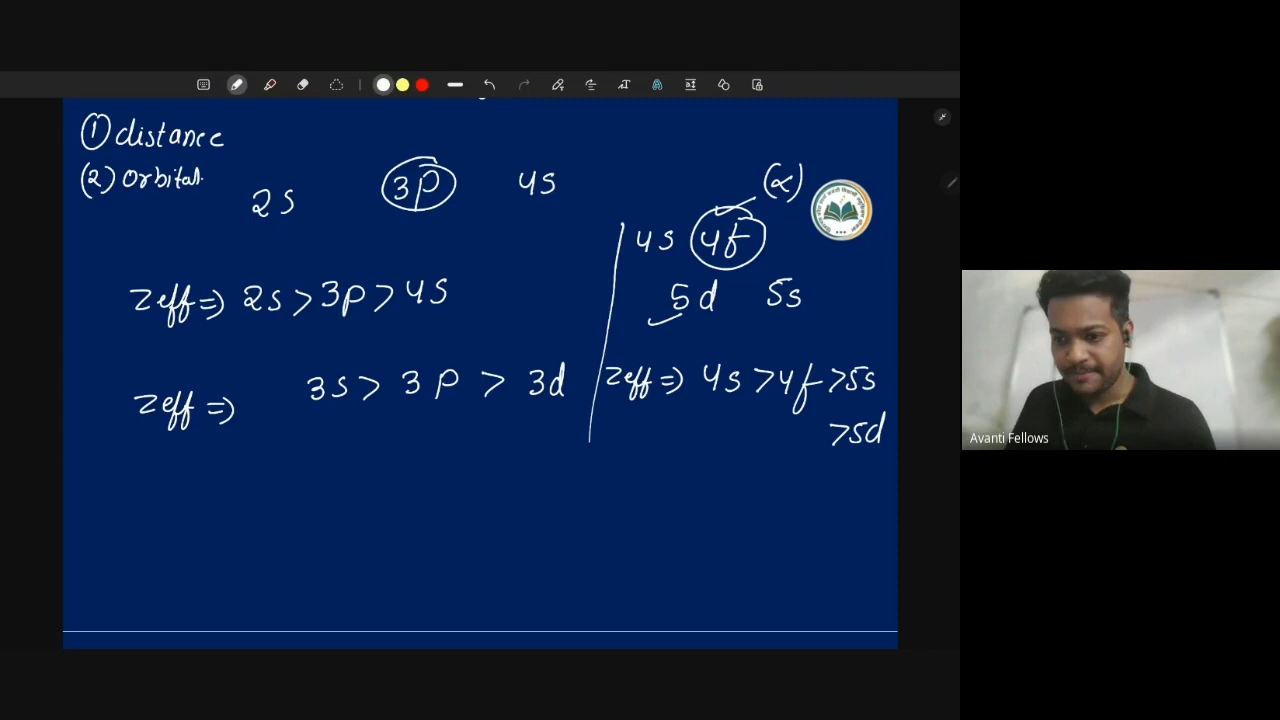 ① distance
(2) Orbital
2s 3p 4s (α)
4s 4f
5d 5s
Zeff ⇒ 2s > 3p > 4s
Zeff ⇒ 3s > 3p > 3d
Zeff ⇒ 4s > 4f > 5s
> 5d
Avanti Fellows